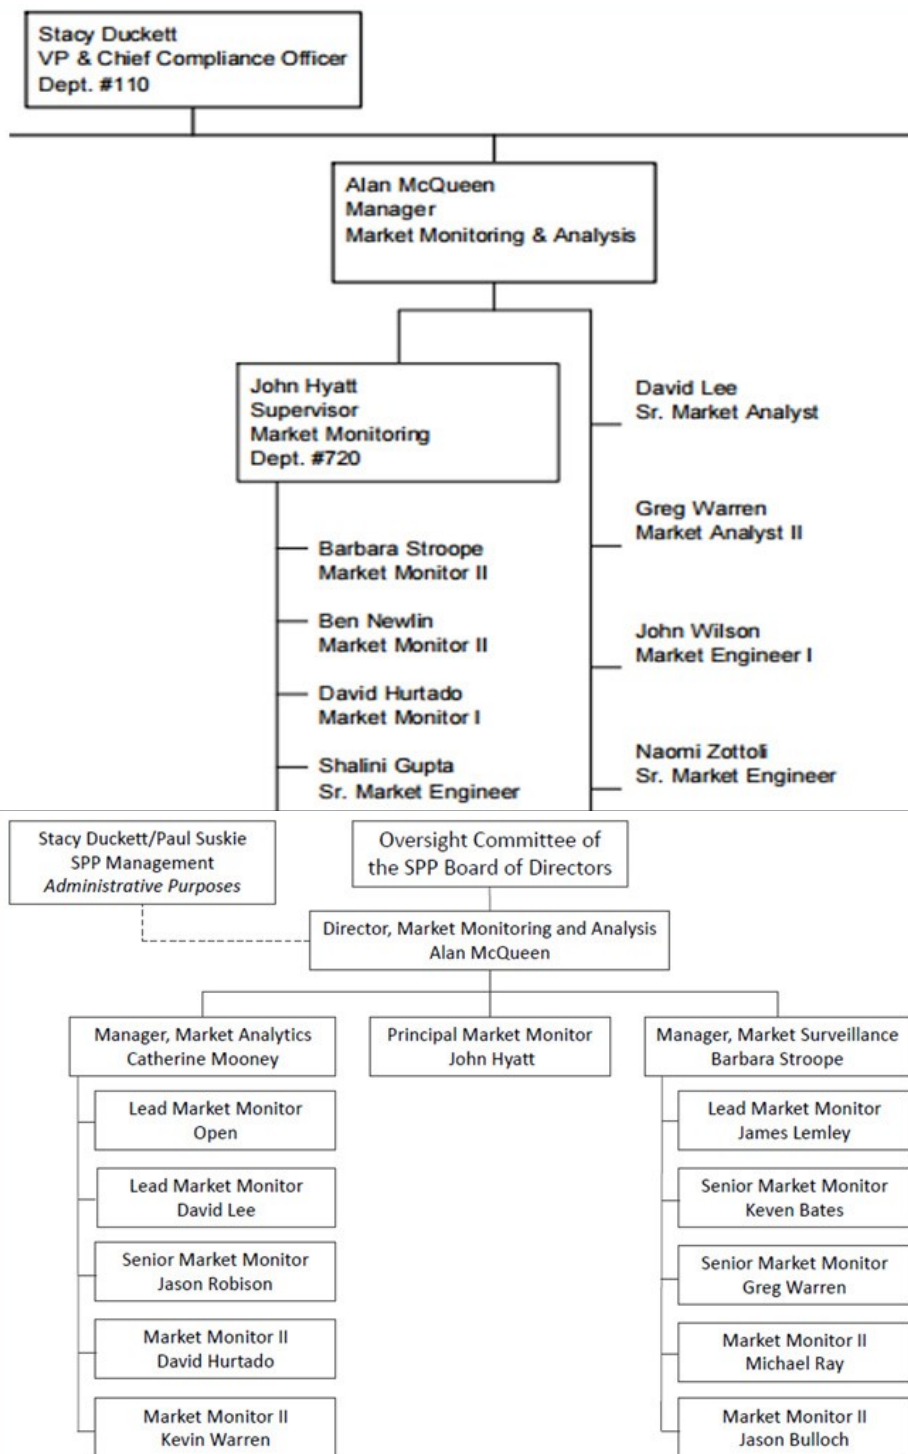 Stacy Duckett
VP & Chief Compliance Officer
Dept. #110
Alan McQueen
Manager
Market Monitoring & Analysis
John Hyatt
Supervisor
Market Monitoring
Dept. #720
Barbara Stroope
Market Monitor II
Ben Newlin
Market Monitor II
David Hurtado
Market Monitor I
Shalini Gupta
Sr. Market Engineer
David Lee
Sr. Market Analyst
Greg Warren
Market Analyst II
John Wilson
Market Engineer I
Naomi Zottoli
Sr. Market Engineer
Stacy Duckett/Paul Suskie
SPP Management
Administrative Purposes
Oversight Committee of
the SPP Board of Directors
Director, Market Monitoring and Analysis
Alan McQueen
Manager, Market Analytics
Catherine Mooney
Lead Market Monitor
Open
Lead Market Monitor
David Lee
Senior Market Monitor
Jason Robison
Market Monitor II
David Hurtado
Market Monitor II
Kevin Warren
Principal Market Monitor
John Hyatt
Manager, Market Surveillance
Barbara Stroope
Lead Market Monitor
James Lemley
Senior Market Monitor
Keven Bates
Senior Market Monitor
Greg Warren
Market Monitor II
Michael Ray
Market Monitor II
Jason Bulloch